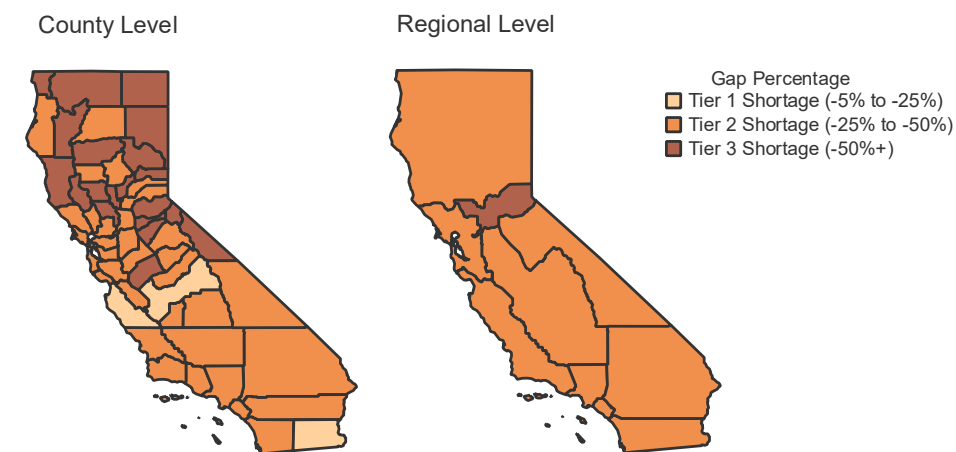 County Level
Regional Level
Gap Percentage
Tier 1 Shortage (-5% to -25%)
Tier 2 Shortage (-25% to -50%)
Tier 3 Shortage (-50%+)